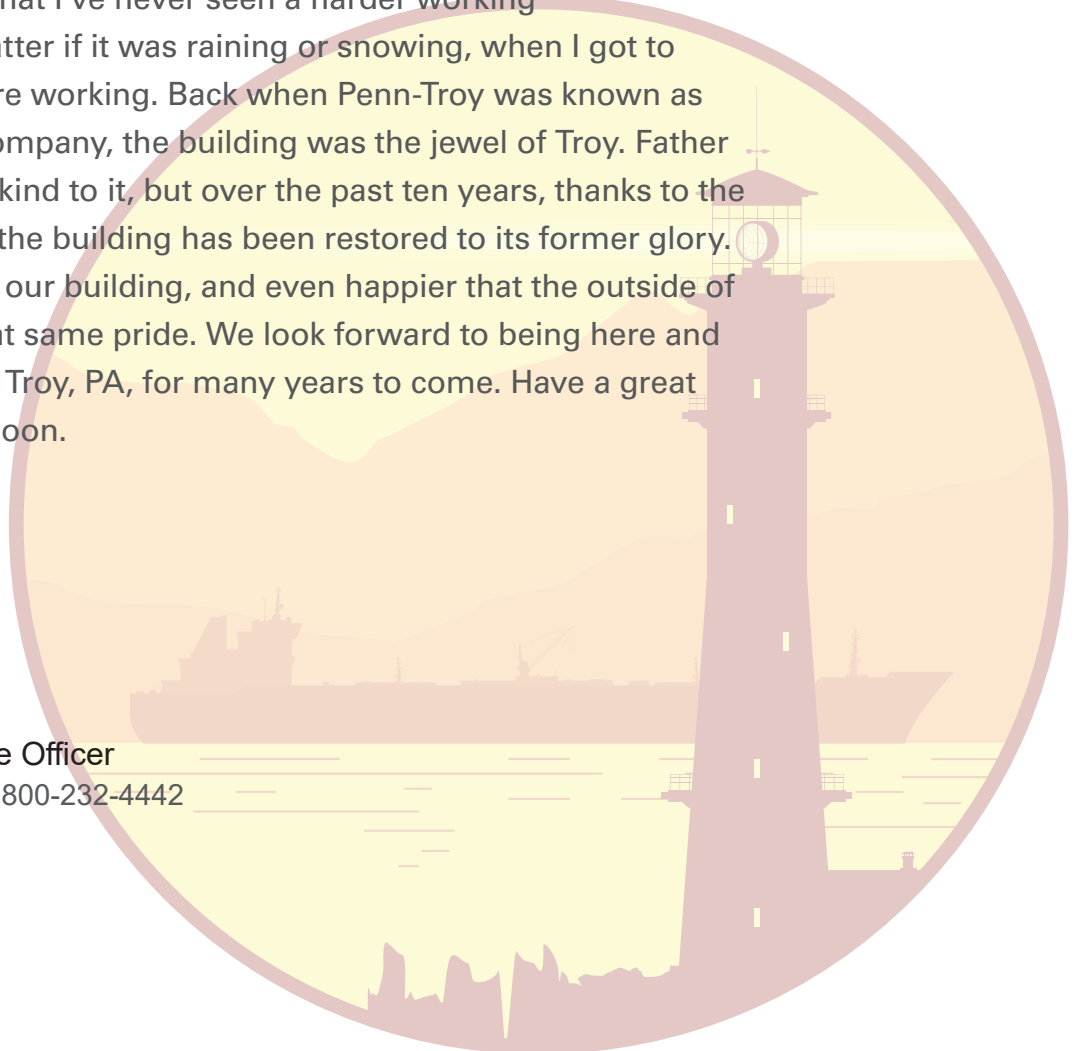 hat I've never seen a harder working
tter if it was raining or snowing, when I got to
re working. Back when Penn-Troy was known as
ompany, the building was the jewel of Troy. Father
kind to it, but over the past ten years, thanks to the
the building has been restored to its former glory.
our building, and even happier that the outside of
t same pride. We look forward to being here and
Troy, PA, for many years to come. Have a great
oon.
e Officer
800-232-4442